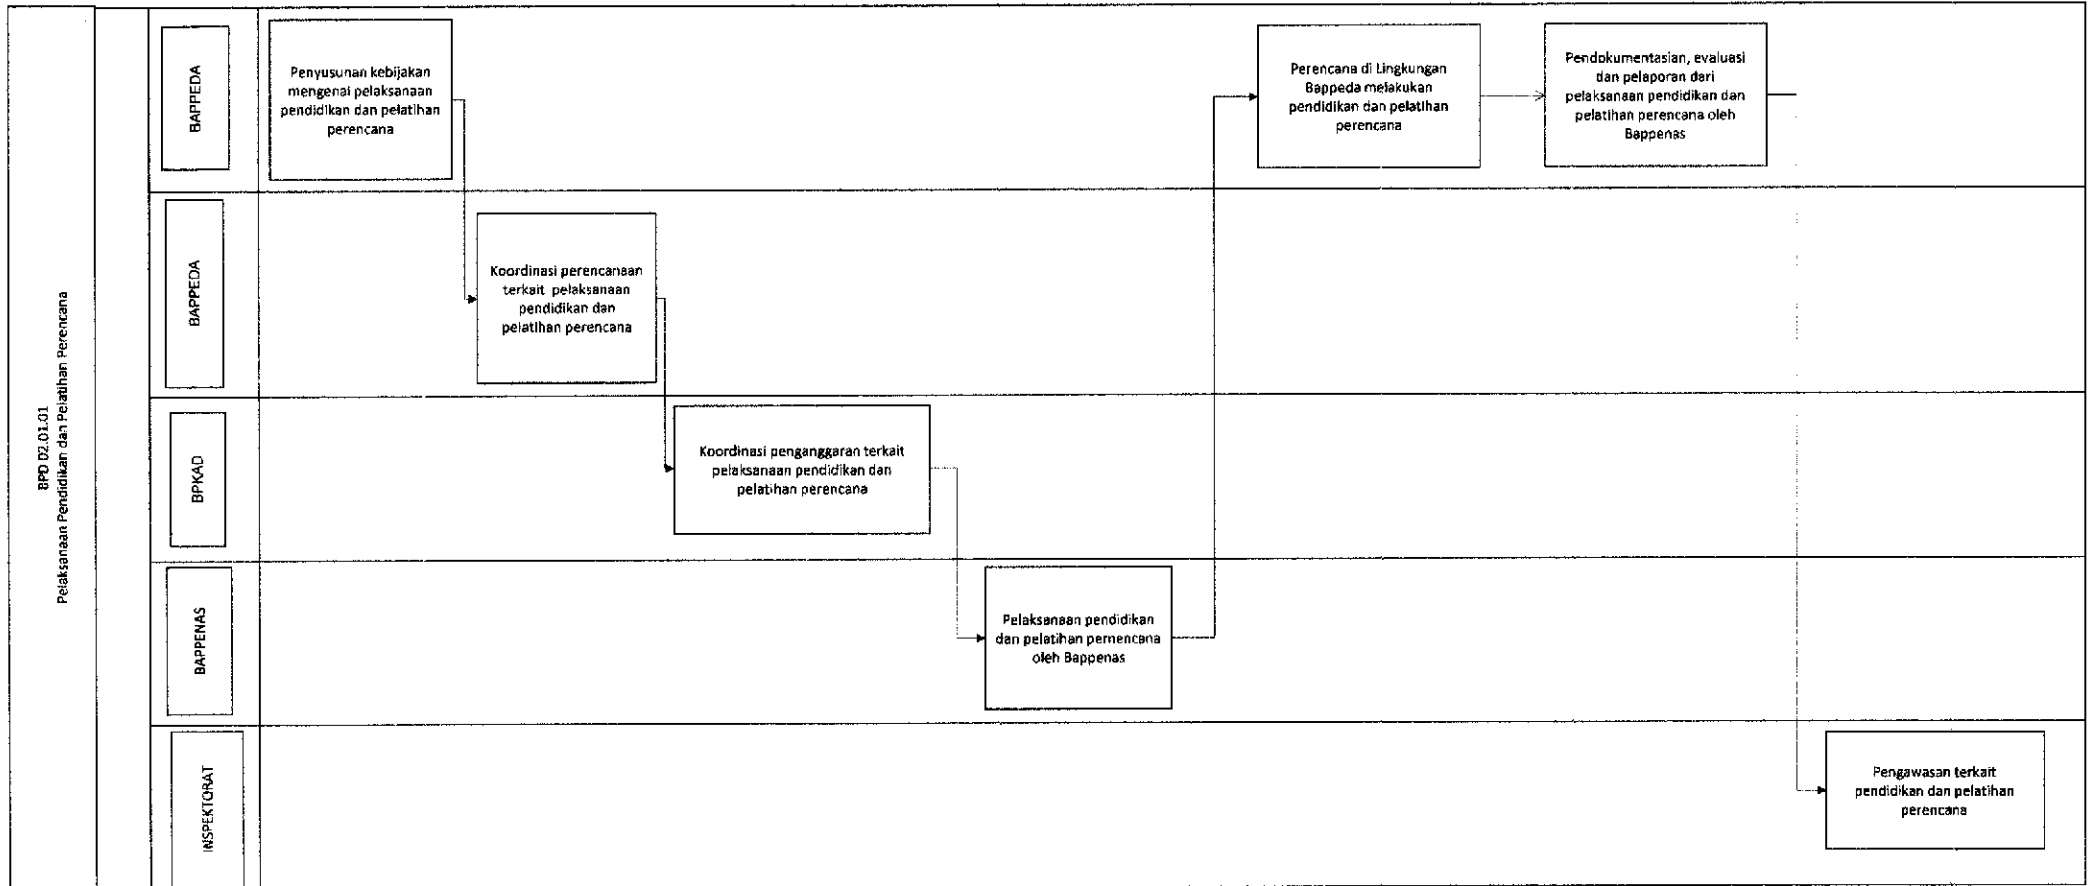 BPD 02.01.01
Pelaksanaan Pendidikan dan Pelatihan Perencana
BAPPEDA
Penyusunan kebijakan
mengenai pelaksanaan
pendidikan dan pelatihan
perencana
Perencana di Lingkungan
Bappeda melakukan
pendidikan dan pelatihan
perencana
Pendokumentasian, evaluasi
dan pelaporan dari
pelaksanaan pendidikan dan
pelatihan perencana oleh
Bappenas
BAPPEDA
Koordinasi perencanaan
terkait pelaksanaan
pendidikan dan
pelatihan perencana
BPKAD
Koordinasi penganggaran terkait
pelaksanaan pendidikan dan
pelatihan perencana
BAPPENAS
Pelaksanaan pendidikan
dan pelatihan pernencana
oleh Bappenas
INSPEKTORAT
Pengawasan terkait
pendidikan dan pelatihan
perencana